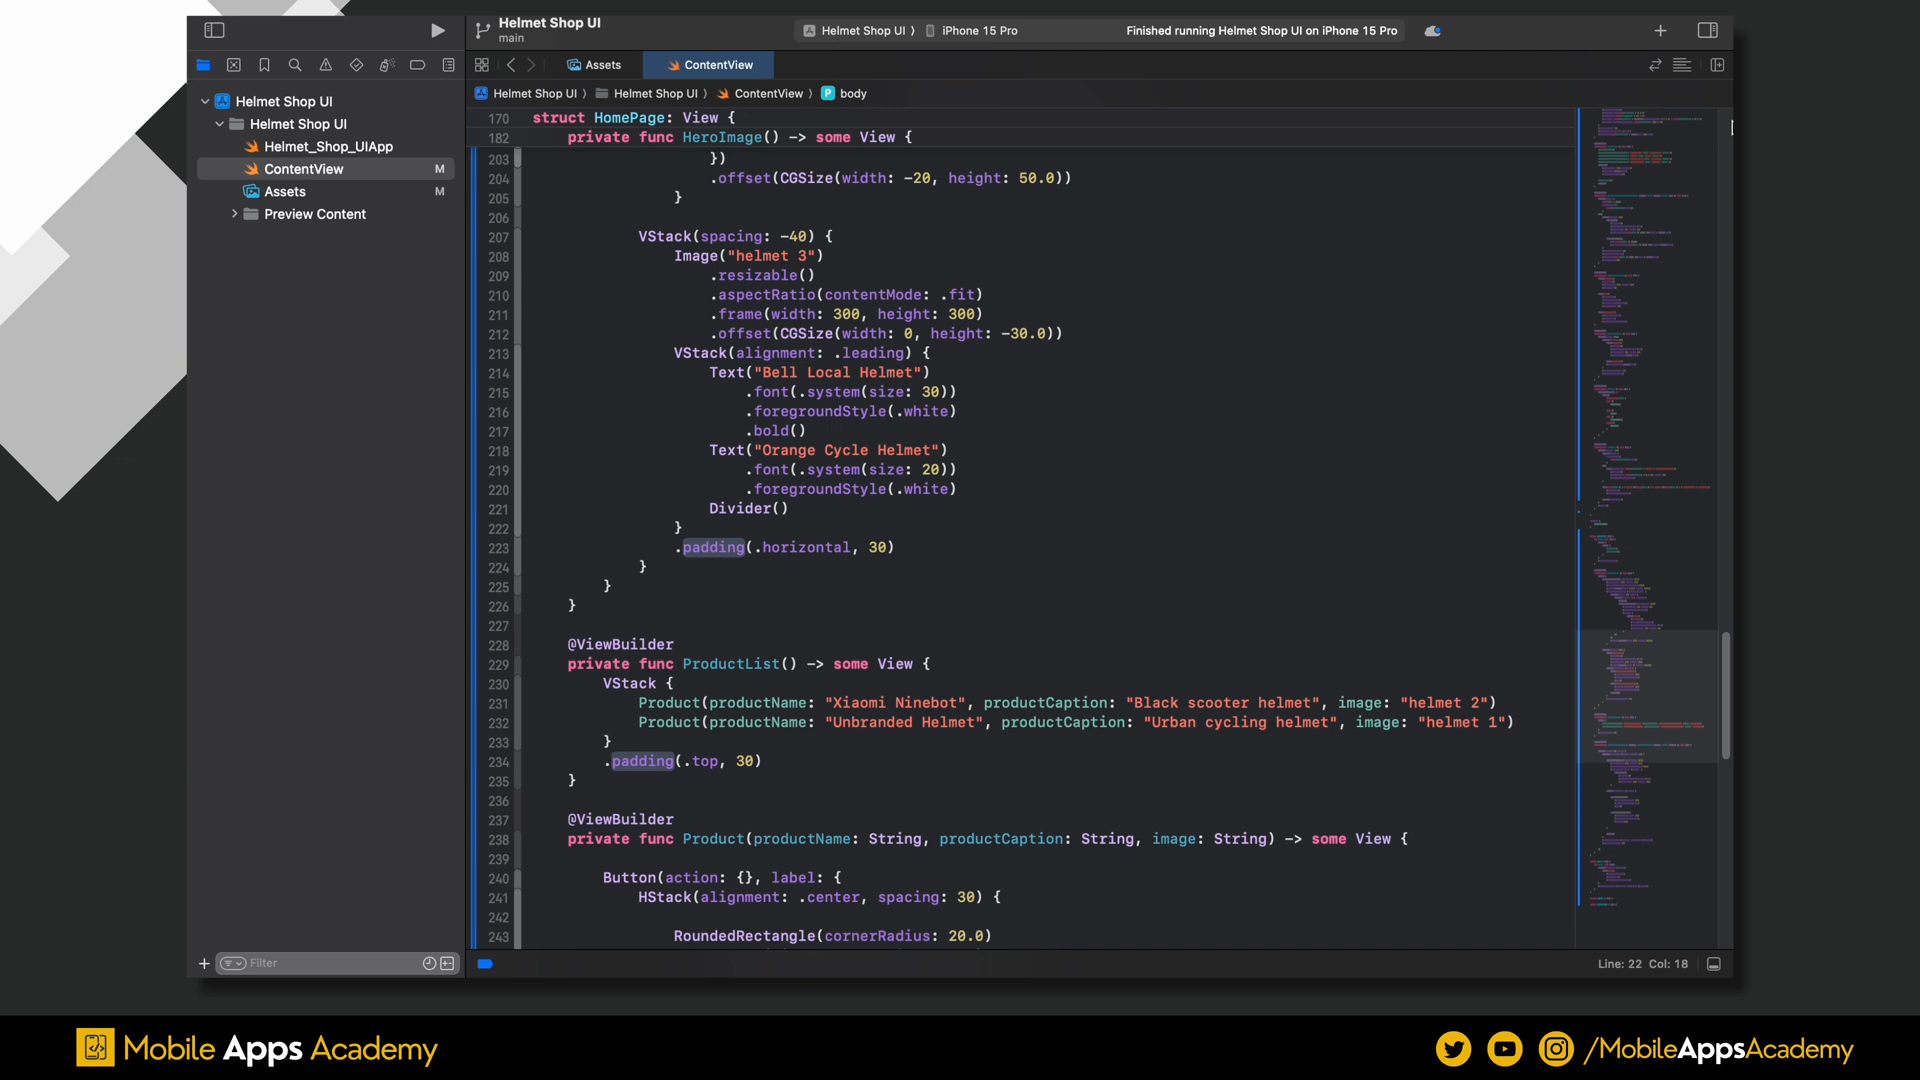 Helmet Shop UI
main
Helmet Shop UI
iPhone 15 Pro
Finished running Helmet Shop UI on iPhone 15 Pro
Assets
ContentView
Helmet Shop UI
Helmet Shop UI
ContentView
P body
Helmet Shop UI
Helmet Shop UI
Helmet_Shop_UIApp
ContentView M
Assets M
Preview Content
170 struct HomePage: View {
182 private func HeroImage() -> some View {
203 })
204 .offset(CGSize(width: -20, height: 50.0))
205 }
206
207 VStack(spacing: -40) {
208 Image("helmet 3")
209 .resizable()
210 .aspectRatio(contentMode: .fit)
211 .frame(width: 300, height: 300)
212 .offset(CGSize(width: 0, height: -30.0))
213 VStack(alignment: .leading) {
214 Text("Bell Local Helmet")
215 .font(.system(size: 30))
216 .foregroundStyle(.white)
217 .bold()
218 Text("Orange Cycle Helmet")
219 .font(.system(size: 20))
220 .foregroundStyle(.white)
221 Divider()
222 }
223 .padding(.horizontal, 30)
224 }
225 }
226 }
227
228 @ViewBuilder
229 private func ProductList() -> some View {
230 VStack {
231 Product(productName: "Xiaomi Ninebot", productCaption: "Black scooter helmet", image: "helmet 2")
232 Product(productName: "Unbranded Helmet", productCaption: "Urban cycling helmet", image: "helmet 1")
233 }
234 .padding(.top, 30)
235 }
236
237 @ViewBuilder
238 private func Product(productName: String, productCaption: String, image: String) -> some View {
239
240 Button(action: {}, label: {
241 HStack(alignment: .center, spacing: 30) {
242
243 RoundedRectangle(cornerRadius: 20.0)
Filter
Line: 22 Col: 18
Mobile Apps Academy
/MobileAppsAcademy